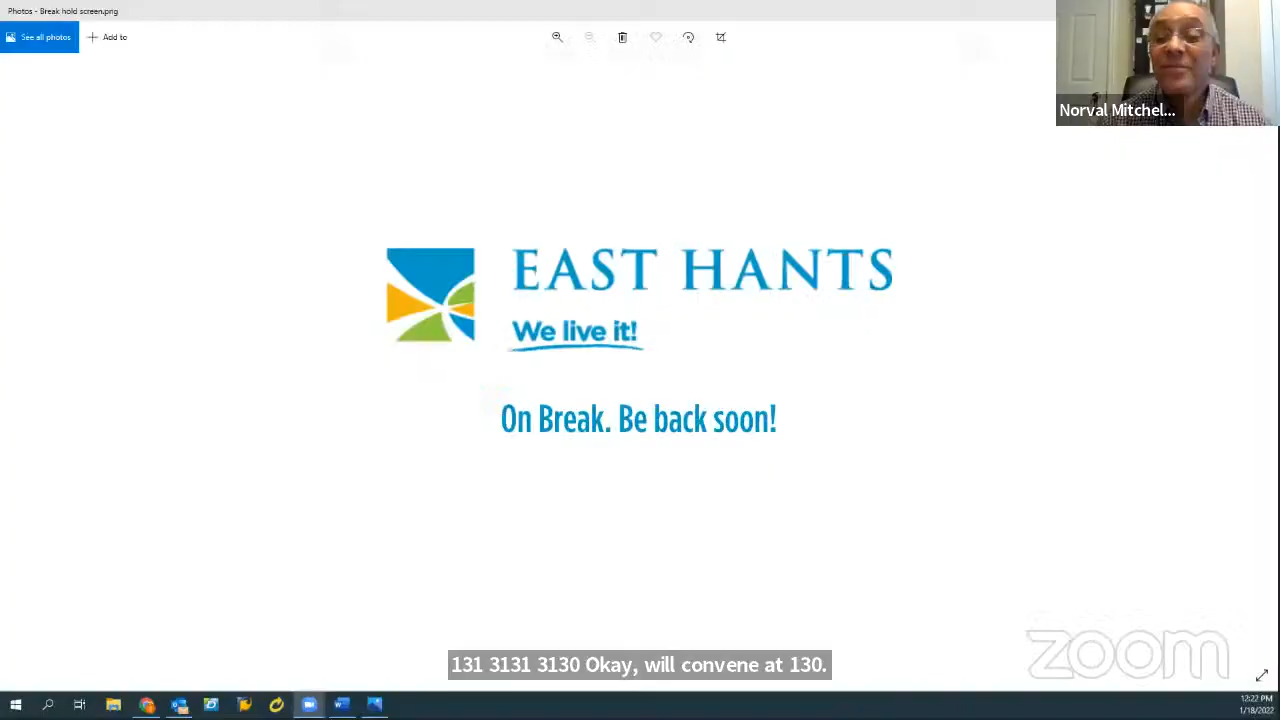 Photos - Break hold screen.png
See all photos
Add to
Norval Mitchel...
EAST HANTS
We live it!
On Break. Be back soon!
zoom
131 3131 3130 Okay, will convene at 130.
12:22 PM
1/18/2022